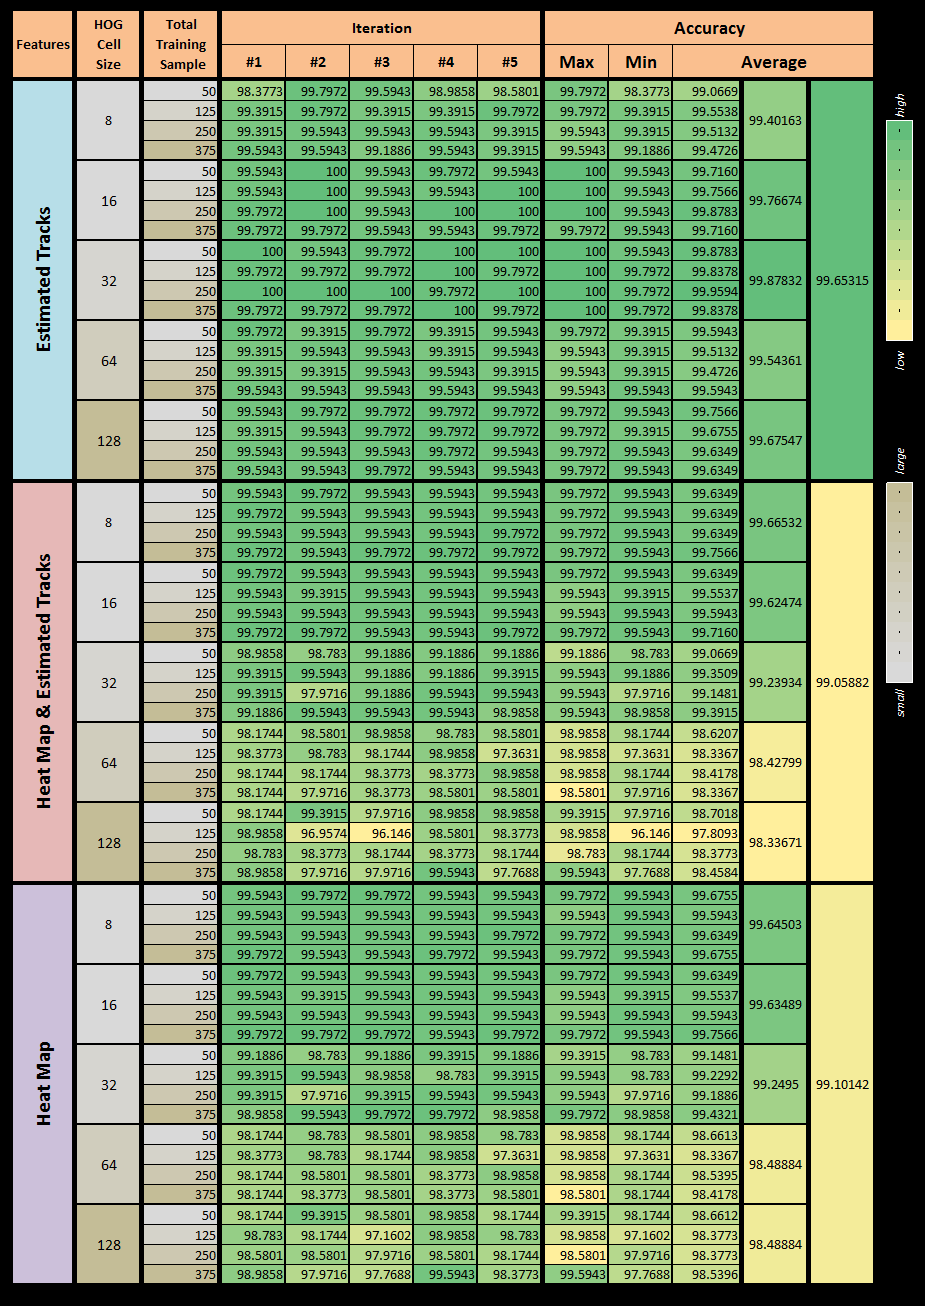 Features HOG Cell Size Total Training Sample Iteration Accuracy
#1 #2 #3 #4 #5 Max Min Average
Estimated Tracks
8
50 98.3773 99.7972 99.5943 98.9858 98.5801 99.7972 98.3773 99.0669
125 99.3915 99.7972 99.3915 99.3915 99.7972 99.7972 99.3915 99.5538
250 99.3915 99.5943 99.5943 99.5943 99.3915 99.5943 99.3915 99.5132
375 99.5943 99.5943 99.1886 99.5943 99.3915 99.5943 99.1886 99.4726
99.40163
16
50 99.5943 100 99.5943 99.7972 99.5943 100 99.5943 99.7160
125 99.5943 100 99.5943 99.5943 100 100 99.5943 99.7566
250 99.7972 100 99.5943 100 100 100 99.5943 99.8783
375 99.7972 99.7972 99.5943 99.5943 99.7972 99.7972 99.5943 99.7160
99.76674
32
50 100 99.5943 99.7972 100 100 100 99.5943 99.8783
125 99.7972 99.7972 99.7972 100 99.7972 100 99.7972 99.8378
250 100 100 100 99.7972 100 100 99.7972 99.9594
375 99.7972 99.7972 99.7972 100 99.7972 100 99.7972 99.8378
99.87832
99.65315
64
50 99.7972 99.3915 99.7972 99.3915 99.5943 99.7972 99.3915 99.5943
125 99.3915 99.5943 99.5943 99.3915 99.5943 99.5943 99.3915 99.5132
250 99.3915 99.3915 99.5943 99.5943 99.3915 99.5943 99.3915 99.4726
375 99.5943 99.5943 99.5943 99.5943 99.5943 99.5943 99.5943 99.5943
99.54361
128
50 99.5943 99.7972 99.7972 99.7972 99.7972 99.7972 99.5943 99.7566
125 99.3915 99.5943 99.7972 99.7972 99.7972 99.7972 99.3915 99.6755
250 99.5943 99.5943 99.5943 99.7972 99.5943 99.7972 99.5943 99.6349
375 99.5943 99.5943 99.7972 99.5943 99.5943 99.7972 99.5943 99.6349
99.67547
Heat Map & Estimated Tracks
8
50 99.5943 99.7972 99.5943 99.5943 99.5943 99.7972 99.5943 99.6349
125 99.7972 99.5943 99.5943 99.5943 99.5943 99.7972 99.5943 99.6349
250 99.5943 99.5943 99.5943 99.5943 99.7972 99.7972 99.5943 99.6349
375 99.7972 99.5943 99.7972 99.7972 99.7972 99.7972 99.5943 99.7566
99.66532
16
50 99.7972 99.5943 99.5943 99.5943 99.5943 99.7972 99.5943 99.6349
125 99.5943 99.3915 99.5943 99.5943 99.5943 99.5943 99.3915 99.5537
250 99.5943 99.5943 99.5943 99.5943 99.5943 99.5943 99.5943 99.5943
375 99.7972 99.7972 99.5943 99.5943 99.7972 99.7972 99.5943 99.7160
99.62474
32
50 98.9858 98.783 99.1886 99.1886 99.1886 99.1886 98.783 99.0669
125 99.3915 99.5943 99.1886 99.1886 99.3915 99.5943 99.1886 99.3509
250 99.3915 97.9716 99.1886 99.5943 99.5943 99.5943 97.9716 99.1481
375 99.1886 99.5943 99.5943 99.5943 98.9858 99.5943 98.9858 99.3915
99.23934
99.05882
64
50 98.1744 98.5801 98.9858 98.783 98.5801 98.9858 98.1744 98.6207
125 98.3773 98.783 98.1744 98.9858 97.3631 98.9858 97.3631 98.3367
250 98.1744 98.1744 98.3773 98.3773 98.9858 98.9858 98.1744 98.4178
375 98.1744 97.9716 98.3773 98.5801 98.5801 98.5801 97.9716 98.3367
98.42799
128
50 98.1744 99.3915 97.9716 98.9858 98.9858 99.3915 97.9716 98.7018
125 98.9858 96.9574 96.146 98.5801 98.3773 98.9858 96.146 97.8093
250 98.783 98.3773 98.1744 98.3773 98.1744 98.783 98.1744 98.3773
375 98.9858 97.9716 97.9716 99.5943 97.7688 99.5943 97.7688 98.4584
98.33671
Heat Map
8
50 99.5943 99.7972 99.7972 99.5943 99.5943 99.7972 99.5943 99.6755
125 99.5943 99.5943 99.5943 99.5943 99.5943 99.5943 99.5943 99.5943
250 99.5943 99.5943 99.5943 99.5943 99.7972 99.7972 99.5943 99.6349
375 99.7972 99.5943 99.5943 99.7972 99.5943 99.7972 99.5943 99.6755
99.64503
16
50 99.7972 99.5943 99.5943 99.5943 99.5943 99.7972 99.5943 99.6349
125 99.5943 99.3915 99.5943 99.5943 99.5943 99.5943 99.3915 99.5537
250 99.5943 99.5943 99.5943 99.5943 99.5943 99.5943 99.5943 99.5943
375 99.7972 99.7972 99.7972 99.5943 99.7972 99.7972 99.5943 99.7566
99.63489
32
50 99.1886 98.783 99.1886 99.3915 99.1886 99.3915 98.783 99.1481
125 99.3915 99.5943 98.9858 98.783 99.3915 99.5943 98.783 99.2292
250 99.3915 97.9716 99.3915 99.5943 99.5943 99.5943 97.9716 99.1886
375 98.9858 99.5943 99.7972 99.7972 98.9858 99.7972 98.9858 99.4321
99.2495
99.10142
64
50 98.1744 98.783 98.5801 98.9858 98.783 98.9858 98.1744 98.6613
125 98.3773 98.783 98.1744 98.9858 97.3631 98.9858 97.3631 98.3367
250 98.1744 98.5801 98.5801 98.3773 98.9858 98.9858 98.1744 98.5395
375 98.1744 98.3773 98.5801 98.3773 98.5801 98.5801 98.1744 98.4178
98.48884
128
50 98.1744 99.3915 98.5801 98.9858 98.1744 99.3915 98.1744 98.6612
125 98.783 98.1744 97.1602 98.9858 98.783 98.9858 97.1602 98.3773
250 98.5801 98.5801 97.9716 98.5801 98.1744 98.5801 97.9716 98.3773
375 98.9858 97.9716 97.7688 99.5943 98.3773 99.5943 97.7688 98.5396
98.48884
high
low
large
small